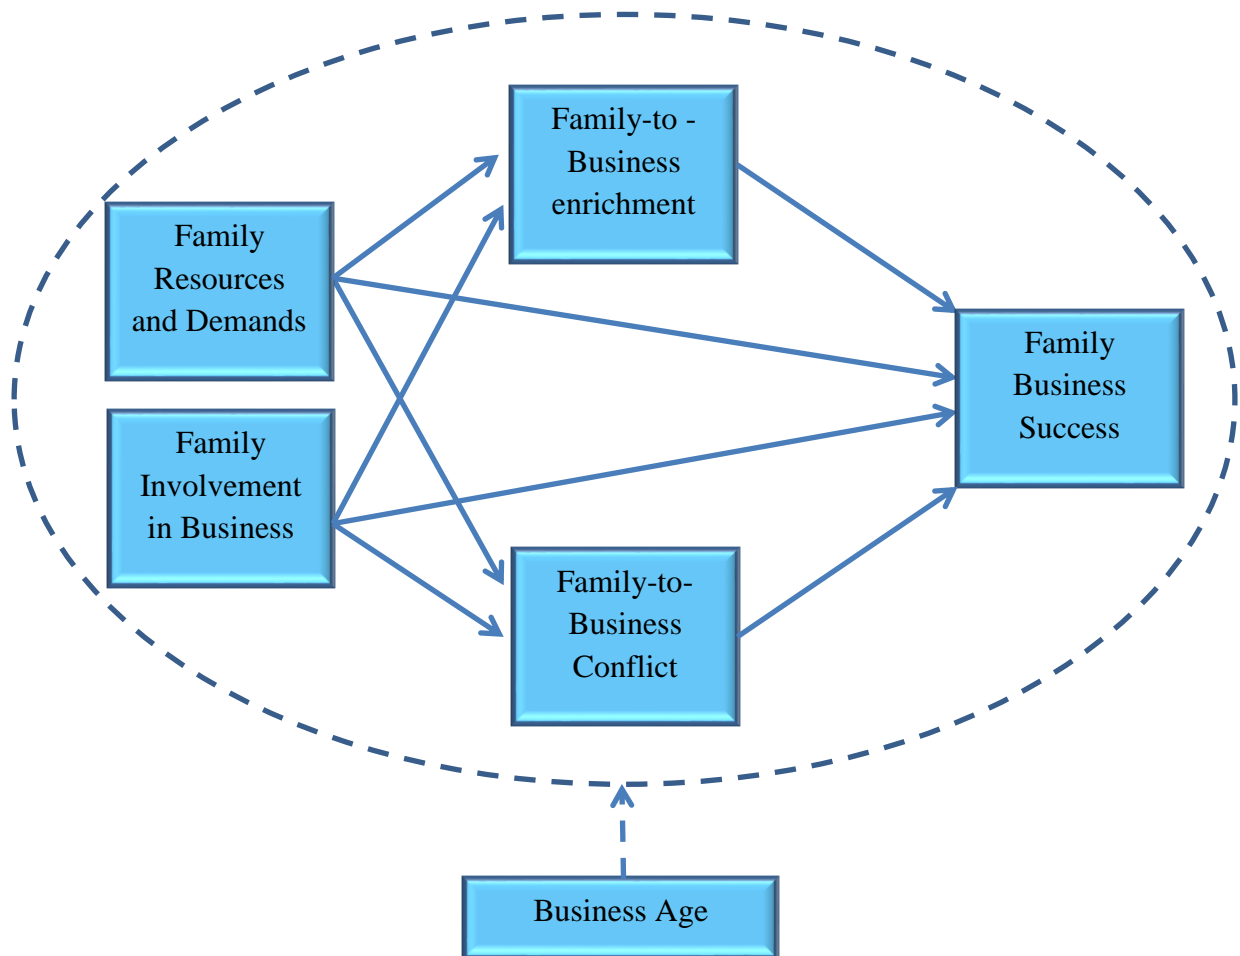 Family-to -
Business
enrichment
Family
Resources
and Demands
Family
Business
Success
Family
Involvement
in Business
Family-to-
Business
Conflict
Business Age